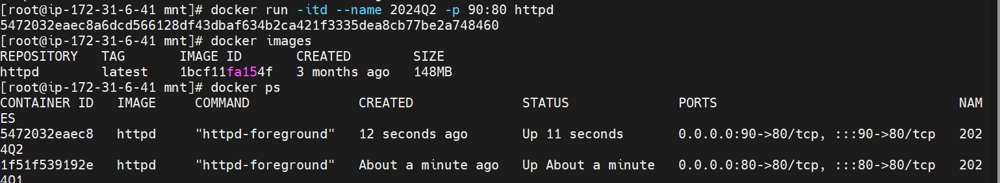 [root@ip-172-31-6-41 mnt]# docker run -itd --name 2024Q2 -p 90:80 httpd
5472032eaec8a6dcd566128df43dbaf634b2ca421f3335dea8cb77be2a748460
[root@ip-172-31-6-41 mnt]# docker images
REPOSITORY   TAG       IMAGE ID       CREATED        SIZE
httpd        latest    1bcf11fa154f   3 months ago   148MB
[root@ip-172-31-6-41 mnt]# docker ps
CONTAINER ID   IMAGE     COMMAND              CREATED              STATUS              PORTS                               NAM
ES
5472032eaec8   httpd     "httpd-foreground"   12 seconds ago       Up 11 seconds       0.0.0.0:90->80/tcp, :::90->80/tcp   202
4Q2
1f51f539192e   httpd     "httpd-foreground"   About a minute ago   Up About a minute   0.0.0.0:80->80/tcp, :::80->80/tcp   202
4Q1